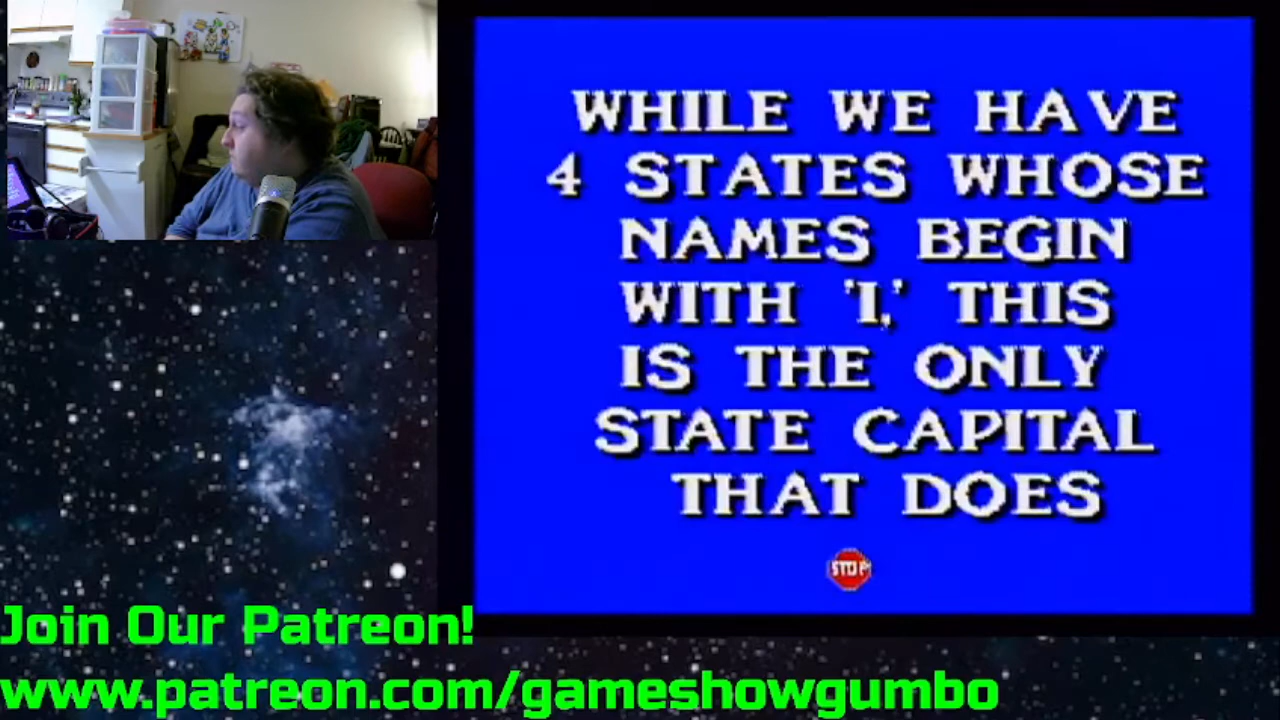 WHILE WE HAVE
4 STATES WHOSE
NAMES BEGIN
WITH 'I,' THIS
IS THE ONLY
STATE CAPITAL
THAT DOES
STOP
Join Our Patreon!
www.patreon.com/gameshowgumbo